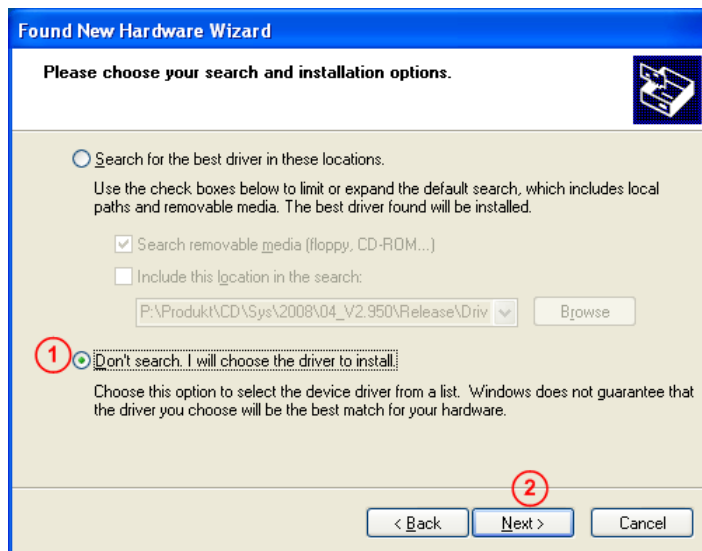 Found New Hardware Wizard
Please choose your search and installation options.
Search for the best driver in these locations.
Use the check boxes below to limit or expand the default search, which includes local
paths and removable media. The best driver found will be installed.
Search removable media (floppy, CD-ROM...)
Include this location in the search:
P:\Produkt\CD\Sys\2008\04_V2.950\Release\Driv
Browse
1
Don't search. I will choose the driver to install.
Choose this option to select the device driver from a list. Windows does not guarantee that
the driver you choose will be the best match for your hardware.
2
< Back
Next >
Cancel